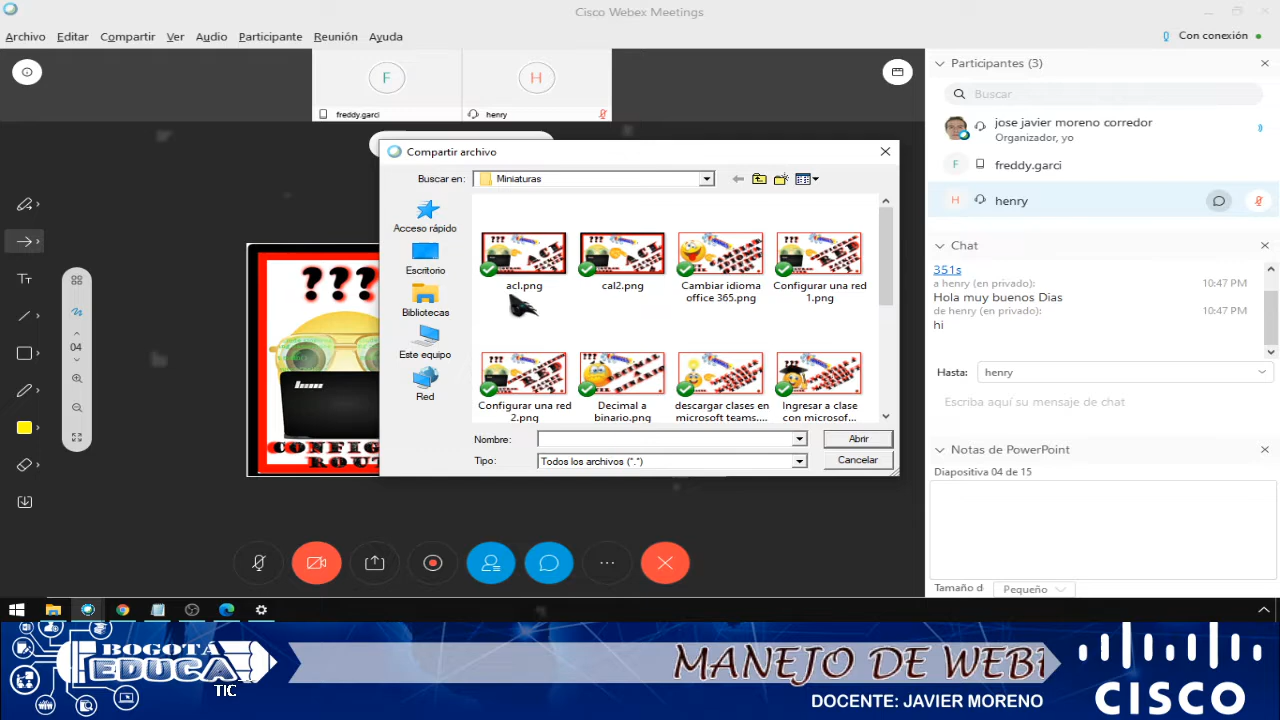 Cisco Webex Meetings
Archivo Editar Compartir Ver Audio Participante Reunión Ayuda
Con conexión
F
H
freddy.garci
henry
Participantes (3)
Buscar
jose javier moreno corredor
Organizador, yo
F freddy.garci
H henry
Compartir archivo
Buscar en: Miniaturas
Acceso rápido
Escritorio
Bibliotecas
Este equipo
Red
acl.png
cal2.png
Cambiar idioma
office 365.png
Configurar una red
1.png
Configurar una red
2.png
Decimal a
binario.png
descargar clases en
microsoft teams....
Ingresar a clase
con microsof...
Nombre:
Abrir
Tipo: Todos los archivos (*.*)
Cancelar
???
04
Chat
351s
a henry (en privado): 10:47 PM
Hola muy buenos Dias
de henry (en privado): 10:47 PM
hi
Hasta: henry
Escriba aquí su mensaje de chat
Notas de PowerPoint
Diapositiva 04 de 15
Tamaño d Pequeño
BOGOTA
EDUCA
TIC
MANEJO DE WEB
DOCENTE: JAVIER MORENO
CISCO